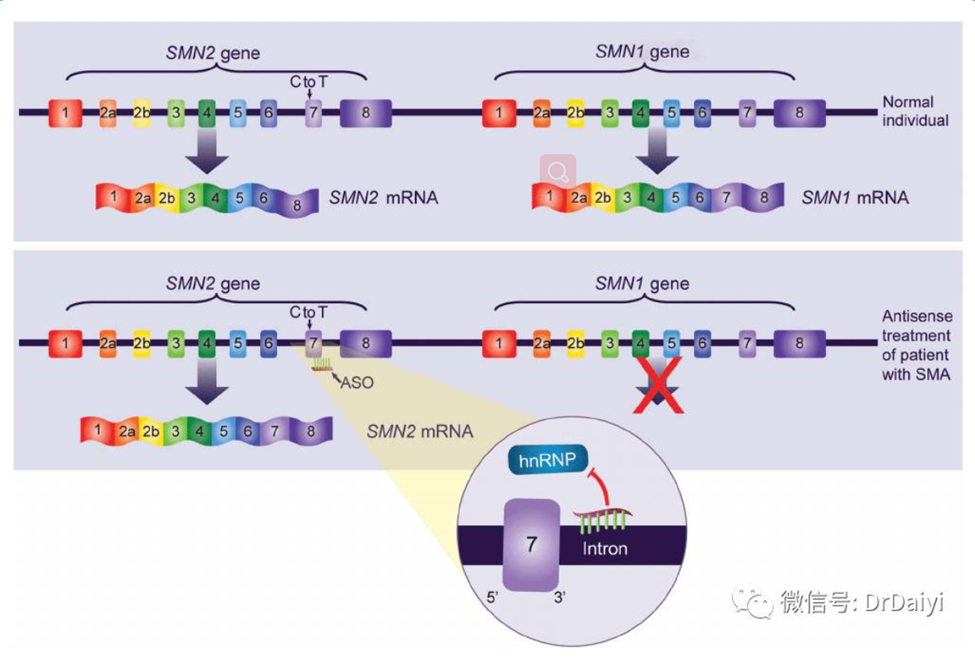 SMN2 gene
SMN1 gene
C to T
1 2a 2b 3 4 5 6 7 8
1 2a 2b 3 4 5 6 7 8
Normal
individual
1 2a 2b 3 4 5 6 8
SMN2 mRNA
1 2a 2b 3 4 5 6 7 8
SMN1 mRNA
SMN2 gene
SMN1 gene
C to T
1 2a 2b 3 4 5 6 7 8
1 2a 2b 3 4 5 6 7 8
Antisense
treatment
of patient
with SMA
ASO
1 2a 2b 3 4 5 6 7 8
SMN2 mRNA
hnRNP
7
Intron
5’
3’
微信号: DrDaiyi